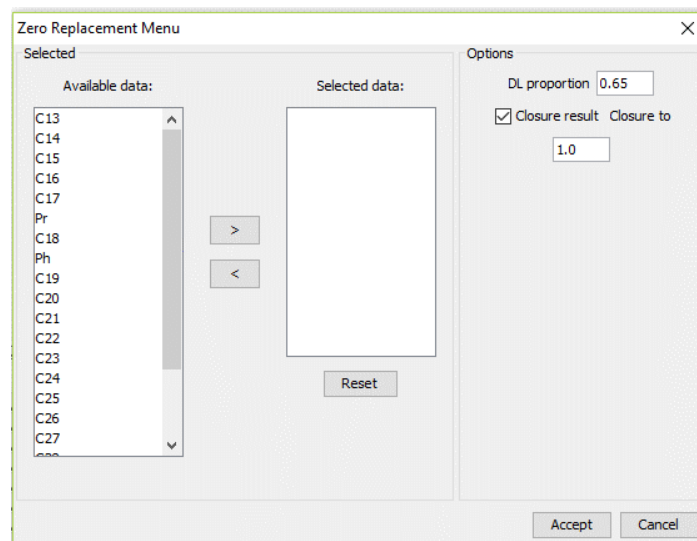 Zero Replacement Menu
Selected
Available data:
Selected data:
C13
C14
C15
C16
C17
Pr
C18
Ph
C19
C20
C21
C22
C23
C24
C25
C26
C27
>
<
Reset
Options
DL proportion 0.65
Closure result Closure to
1.0
Accept
Cancel